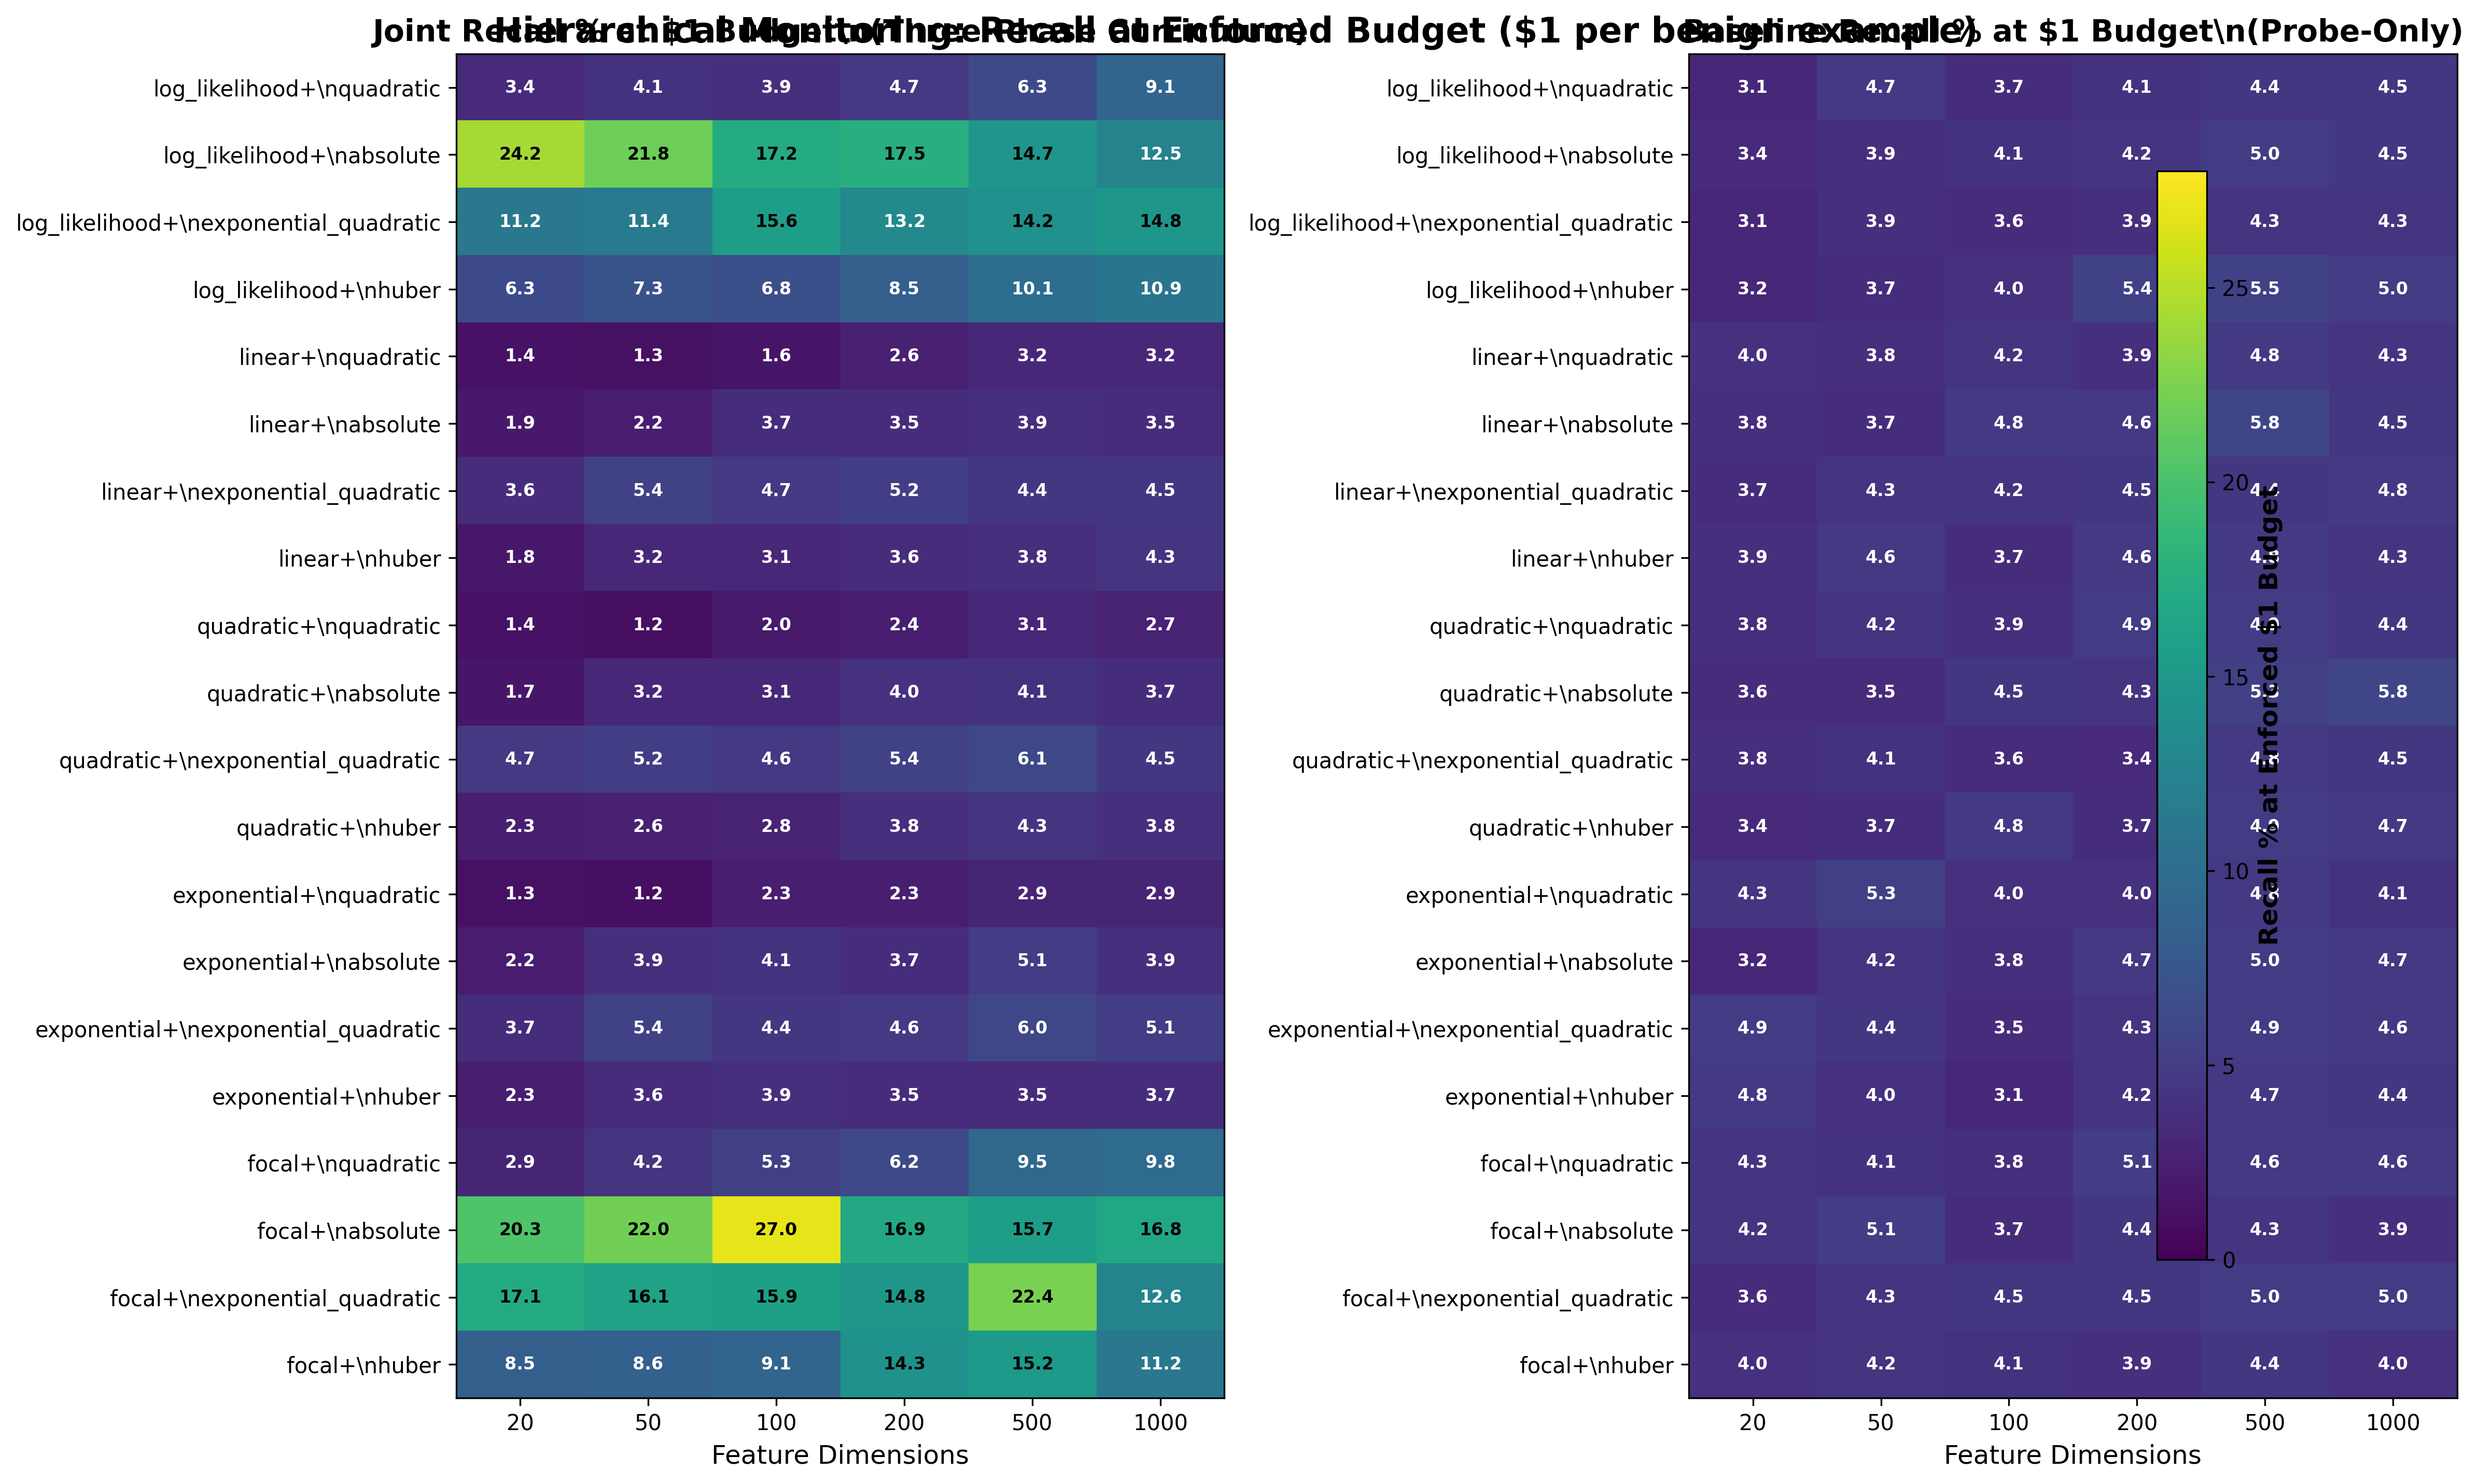 Hierarchical Monitoring: Recall at Enforced Budget ($1 per benign example)
Joint Recall % at $1 Budget\n(Three-Phase Curriculum)
Baseline Recall % at $1 Budget\n(Probe-Only)
log_likelihood+\nquadratic 3.4 4.1 3.9 4.7 6.3 9.1
log_likelihood+\nabsolute 24.2 21.8 17.2 17.5 14.7 12.5
log_likelihood+\nexponential_quadratic 11.2 11.4 15.6 13.2 14.2 14.8
log_likelihood+\nhuber 6.3 7.3 6.8 8.5 10.1 10.9
linear+\nquadratic 1.4 1.3 1.6 2.6 3.2 3.2
linear+\nabsolute 1.9 2.2 3.7 3.5 3.9 3.5
linear+\nexponential_quadratic 3.6 5.4 4.7 5.2 4.4 4.5
linear+\nhuber 1.8 3.2 3.1 3.6 3.8 4.3
quadratic+\nquadratic 1.4 1.2 2.0 2.4 3.1 2.7
quadratic+\nabsolute 1.7 3.2 3.1 4.0 4.1 3.7
quadratic+\nexponential_quadratic 4.7 5.2 4.6 5.4 6.1 4.5
quadratic+\nhuber 2.3 2.6 2.8 3.8 4.3 3.8
exponential+\nquadratic 1.3 1.2 2.3 2.3 2.9 2.9
exponential+\nabsolute 2.2 3.9 4.1 3.7 5.1 3.9
exponential+\nexponential_quadratic 3.7 5.4 4.4 4.6 6.0 5.1
exponential+\nhuber 2.3 3.6 3.9 3.5 3.5 3.7
focal+\nquadratic 2.9 4.2 5.3 6.2 9.5 9.8
focal+\nabsolute 20.3 22.0 27.0 16.9 15.7 16.8
focal+\nexponential_quadratic 17.1 16.1 15.9 14.8 22.4 12.6
focal+\nhuber 8.5 8.6 9.1 14.3 15.2 11.2
20 50 100 200 500 1000
Feature Dimensions
log_likelihood+\nquadratic 3.1 4.7 3.7 4.1 4.4 4.5
log_likelihood+\nabsolute 3.4 3.9 4.1 4.2 5.0 4.5
log_likelihood+\nexponential_quadratic 3.1 3.9 3.6 3.9 4.3 4.3
log_likelihood+\nhuber 3.2 3.7 4.0 5.4 5.5 5.0
linear+\nquadratic 4.0 3.8 4.2 3.9 4.8 4.3
linear+\nabsolute 3.8 3.7 4.8 4.6 5.8 4.5
linear+\nexponential_quadratic 3.7 4.3 4.2 4.5 4.8
linear+\nhuber 3.9 4.6 3.7 4.6 4.3
quadratic+\nquadratic 3.8 4.2 3.9 4.9 4.4
quadratic+\nabsolute 3.6 3.5 4.5 4.3 5.8
quadratic+\nexponential_quadratic 3.8 4.1 3.6 3.4 4.5
quadratic+\nhuber 3.4 3.7 4.8 3.7 4.7
exponential+\nquadratic 4.3 5.3 4.0 4.0 4.1
exponential+\nabsolute 3.2 4.2 3.8 4.7 5.0 4.7
exponential+\nexponential_quadratic 4.9 4.4 3.5 4.3 4.9 4.6
exponential+\nhuber 4.8 4.0 3.1 4.2 4.7 4.4
focal+\nquadratic 4.3 4.1 3.8 5.1 4.6 4.6
focal+\nabsolute 4.2 5.1 3.7 4.4 4.3 3.9
focal+\nexponential_quadratic 3.6 4.3 4.5 4.5 5.0 5.0
focal+\nhuber 4.0 4.2 4.1 3.9 4.4 4.0
20 50 100 200 500 1000
Feature Dimensions
25
20
15
10
5
0
Recall % at Enforced $1 Budget